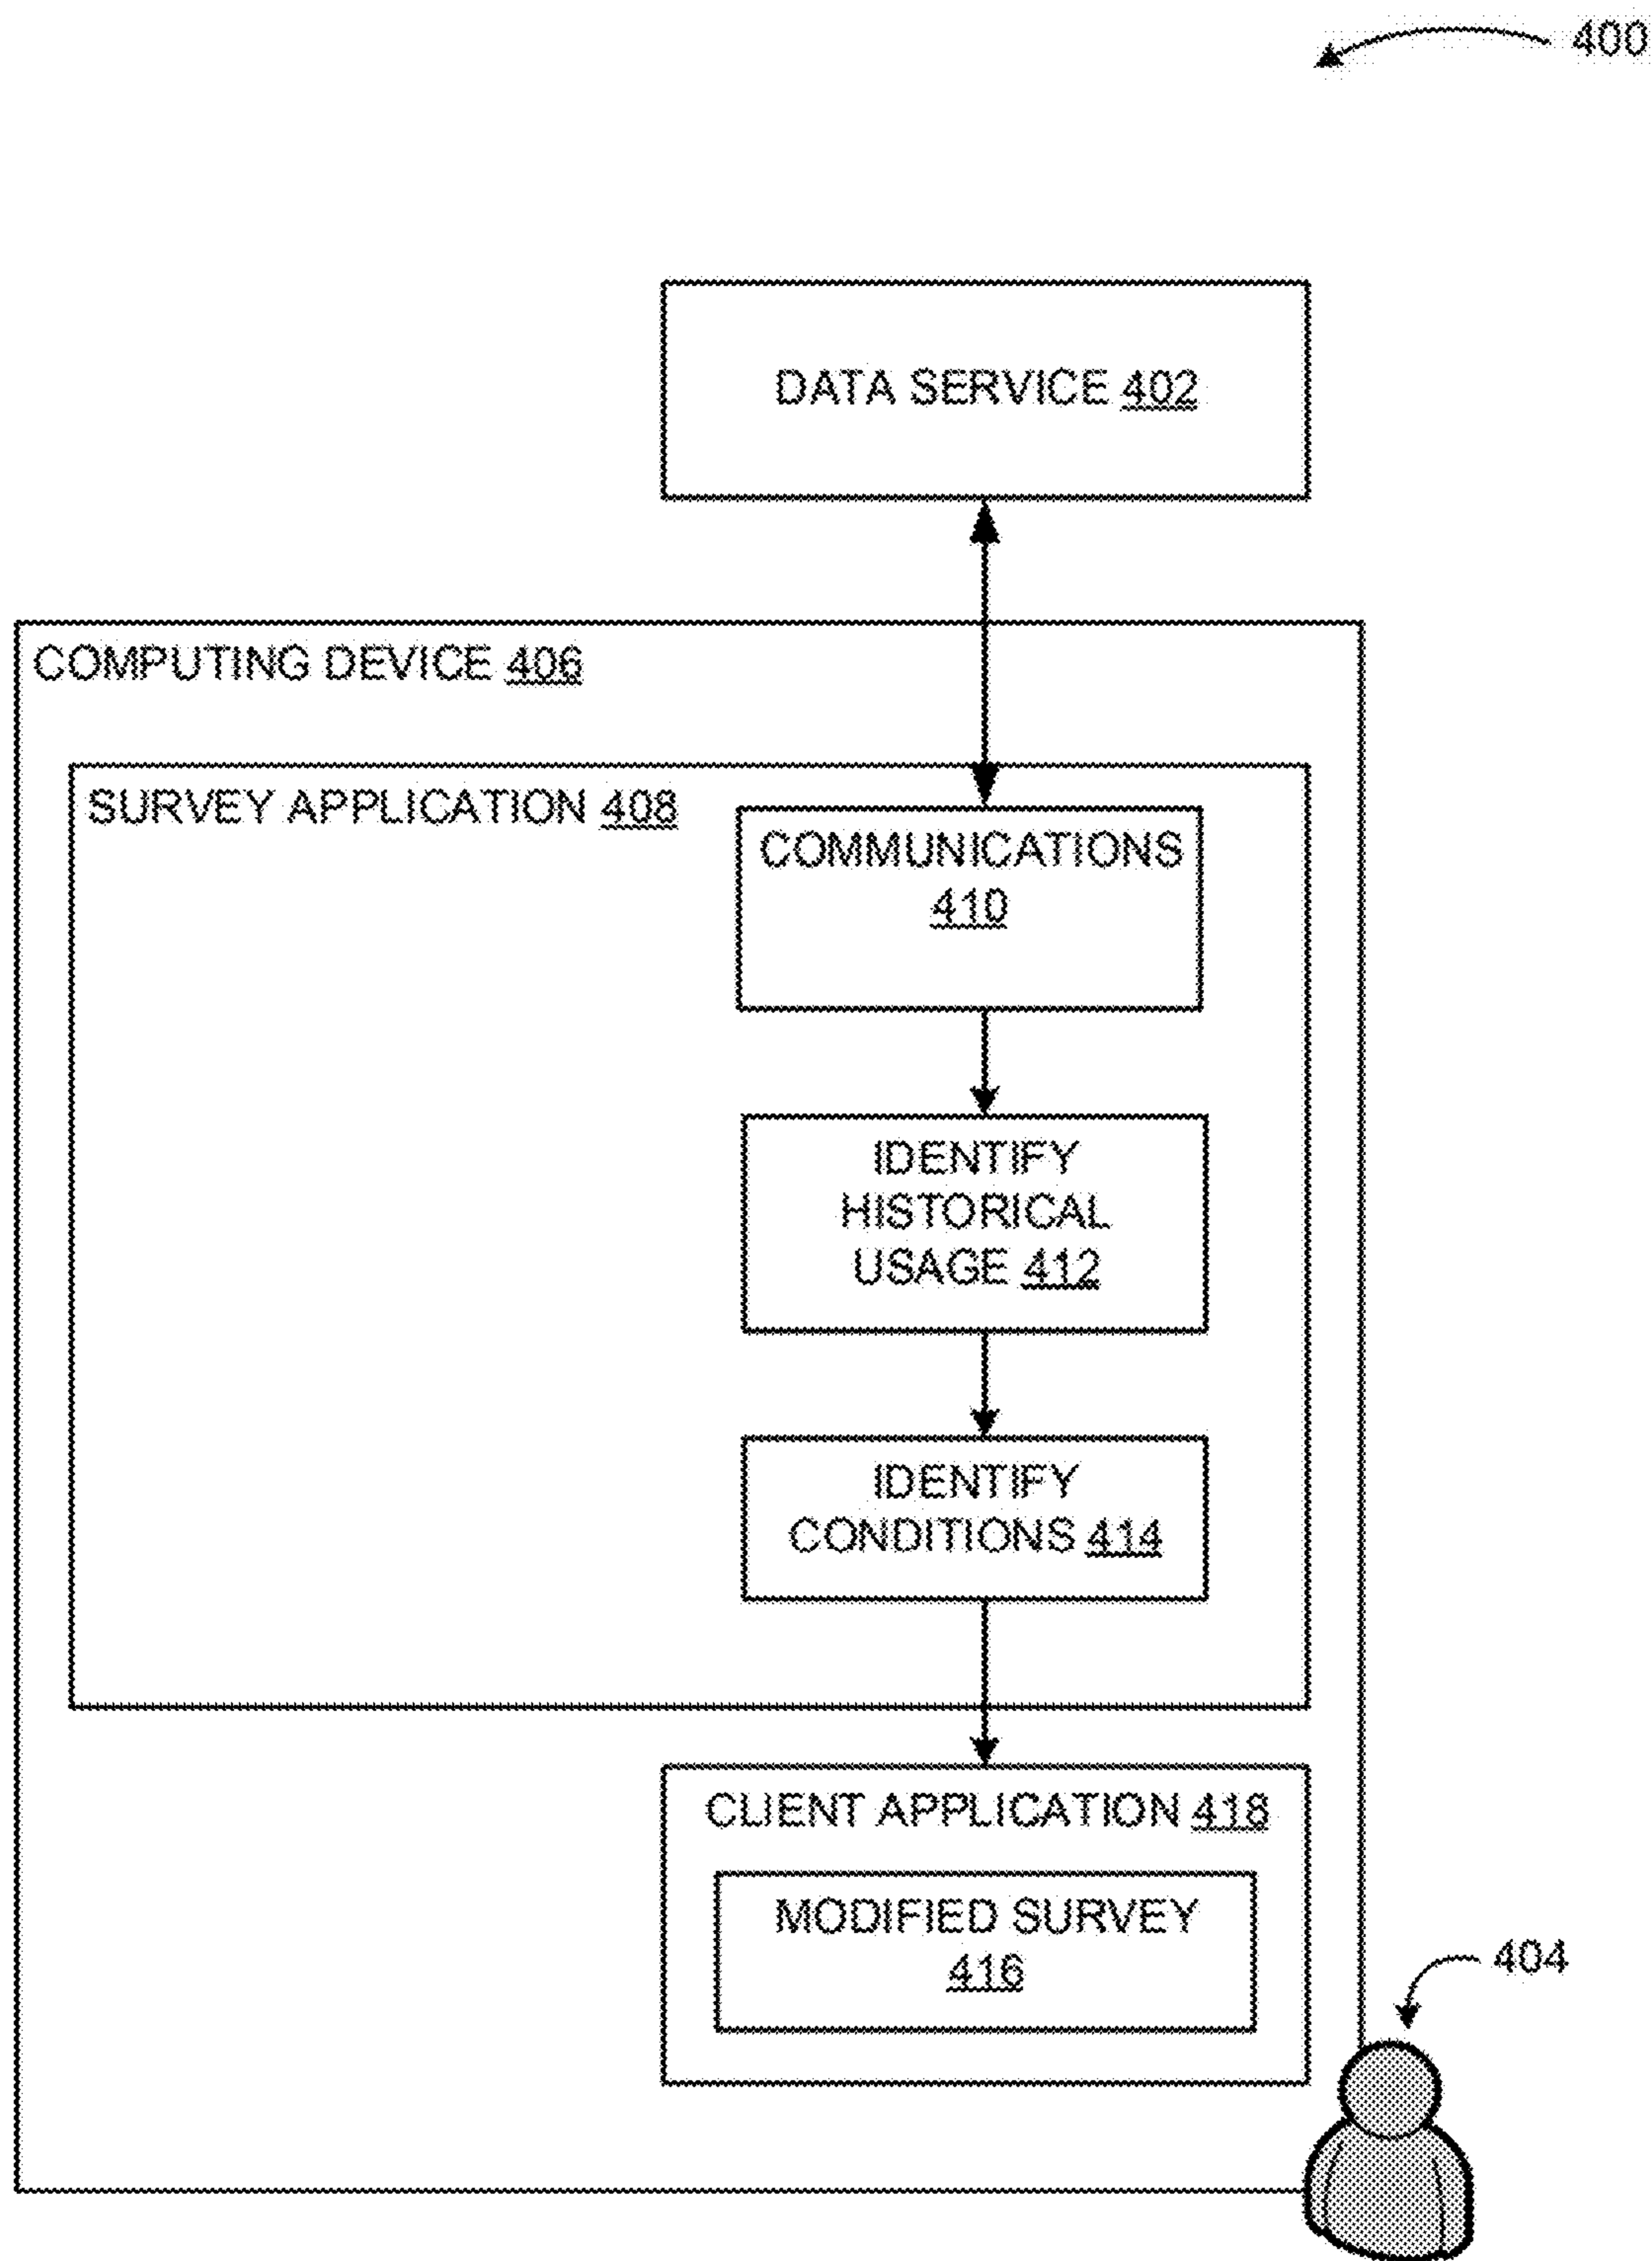 400
DATA SERVICE 402
COMPUTING DEVICE 406
SURVEY APPLICATION 408
COMMUNICATIONS
410
IDENTIFY
HISTORICAL
USAGE 412
IDENTIFY
CONDITIONS 414
CLIENT APPLICATION 418
MODIFIED SURVEY
416
404